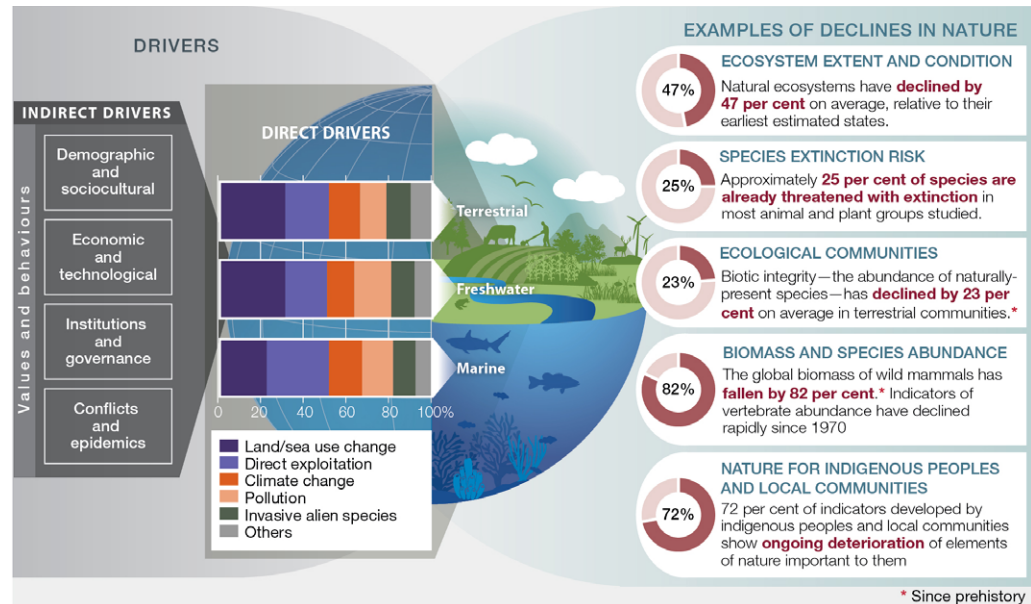 DRIVERS
INDIRECT DRIVERS
Values and behaviours
Demographic
and
sociocultural
Economic
and
technological
Institutions
and
governance
Conflicts
and
epidemics
DIRECT DRIVERS
Terrestrial
Freshwater
Marine
0 20 40 60 80 100%
Land/sea use change
Direct exploitation
Climate change
Pollution
Invasive alien species
Others
EXAMPLES OF DECLINES IN NATURE
47%
ECOSYSTEM EXTENT AND CONDITION
Natural ecosystems have declined by
47 per cent on average, relative to their
earliest estimated states.
25%
SPECIES EXTINCTION RISK
Approximately 25 per cent of species are
already threatened with extinction in
most animal and plant groups studied.
23%
ECOLOGICAL COMMUNITIES
Biotic integrity—the abundance of naturally-
present species—has declined by 23 per
cent on average in terrestrial communities.*
82%
BIOMASS AND SPECIES ABUNDANCE
The global biomass of wild mammals has
fallen by 82 per cent.* Indicators of
vertebrate abundance have declined
rapidly since 1970
72%
NATURE FOR INDIGENOUS PEOPLES
AND LOCAL COMMUNITIES
72 per cent of indicators developed by
indigenous peoples and local communities
show ongoing deterioration of elements
of nature important to them
* Since prehistory